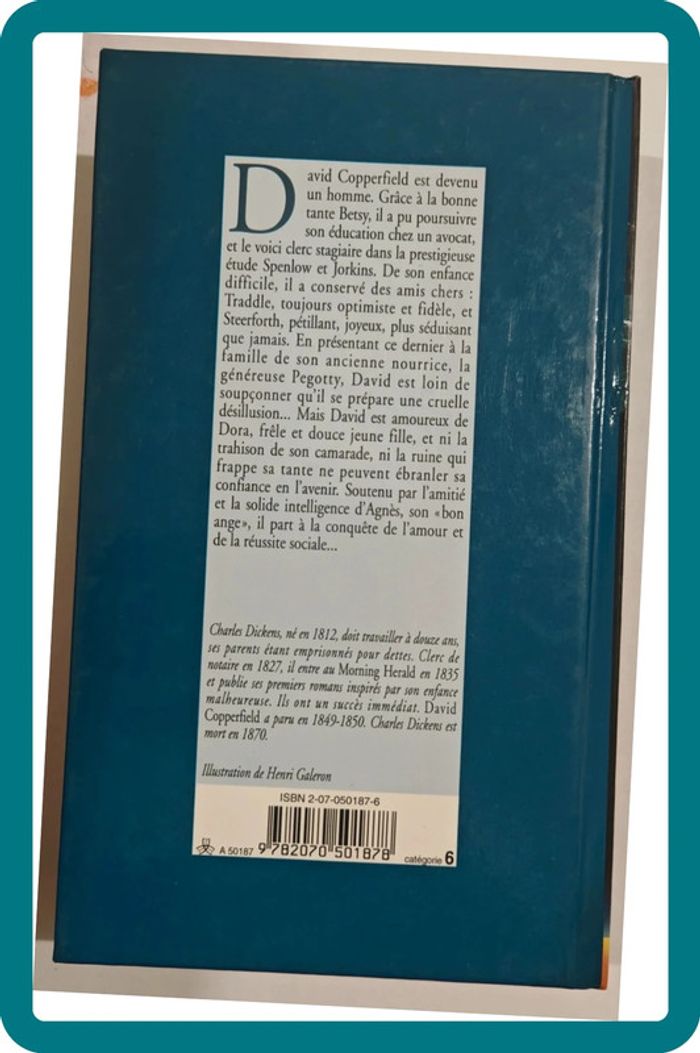 David Copperfield est devenu
un homme. Grâce à la bonne
tante Betsy, il a pu poursuivre
son éducation chez un avocat,
et le voici clerc stagiaire dans la prestigieuse
étude Spenlow et Jorkins. De son enfance
difficile, il a conservé des amis chers :
Traddle, toujours optimiste et fidèle, et
Steerforth, pétillant, joyeux, plus séduisant
que jamais. En présentant ce dernier à la
famille de son ancienne nourrice, la
généreuse Pegotty, David est loin de
soupçonner qu'il se prépare une cruelle
désillusion... Mais David est amoureux de
Dora, frêle et douce jeune fille, et ni la
trahison de son camarade, ni la ruine qui
frappe sa tante ne peuvent ébranler sa
confiance en l'avenir. Soutenu par l'amitié
et la solide intelligence d'Agnès, son «bon
ange», il part à la conquête de l'amour et
de la réussite sociale...
Charles Dickens, né en 1812, doit travailler à douze ans,
ses parents étant emprisonnés pour dettes. Clerc de
notaire en 1827, il entre au Morning Herald en 1835
et publie ses premiers romans inspirés par son enfance
malheureuse. Ils ont un succès immédiat. David
Copperfield a paru en 1849-1850. Charles Dickens est
mort en 1870.
Illustration de Henri Galeron
ISBN 2-07-050187-6
A 50187 9 782070 501878 catégorie 6